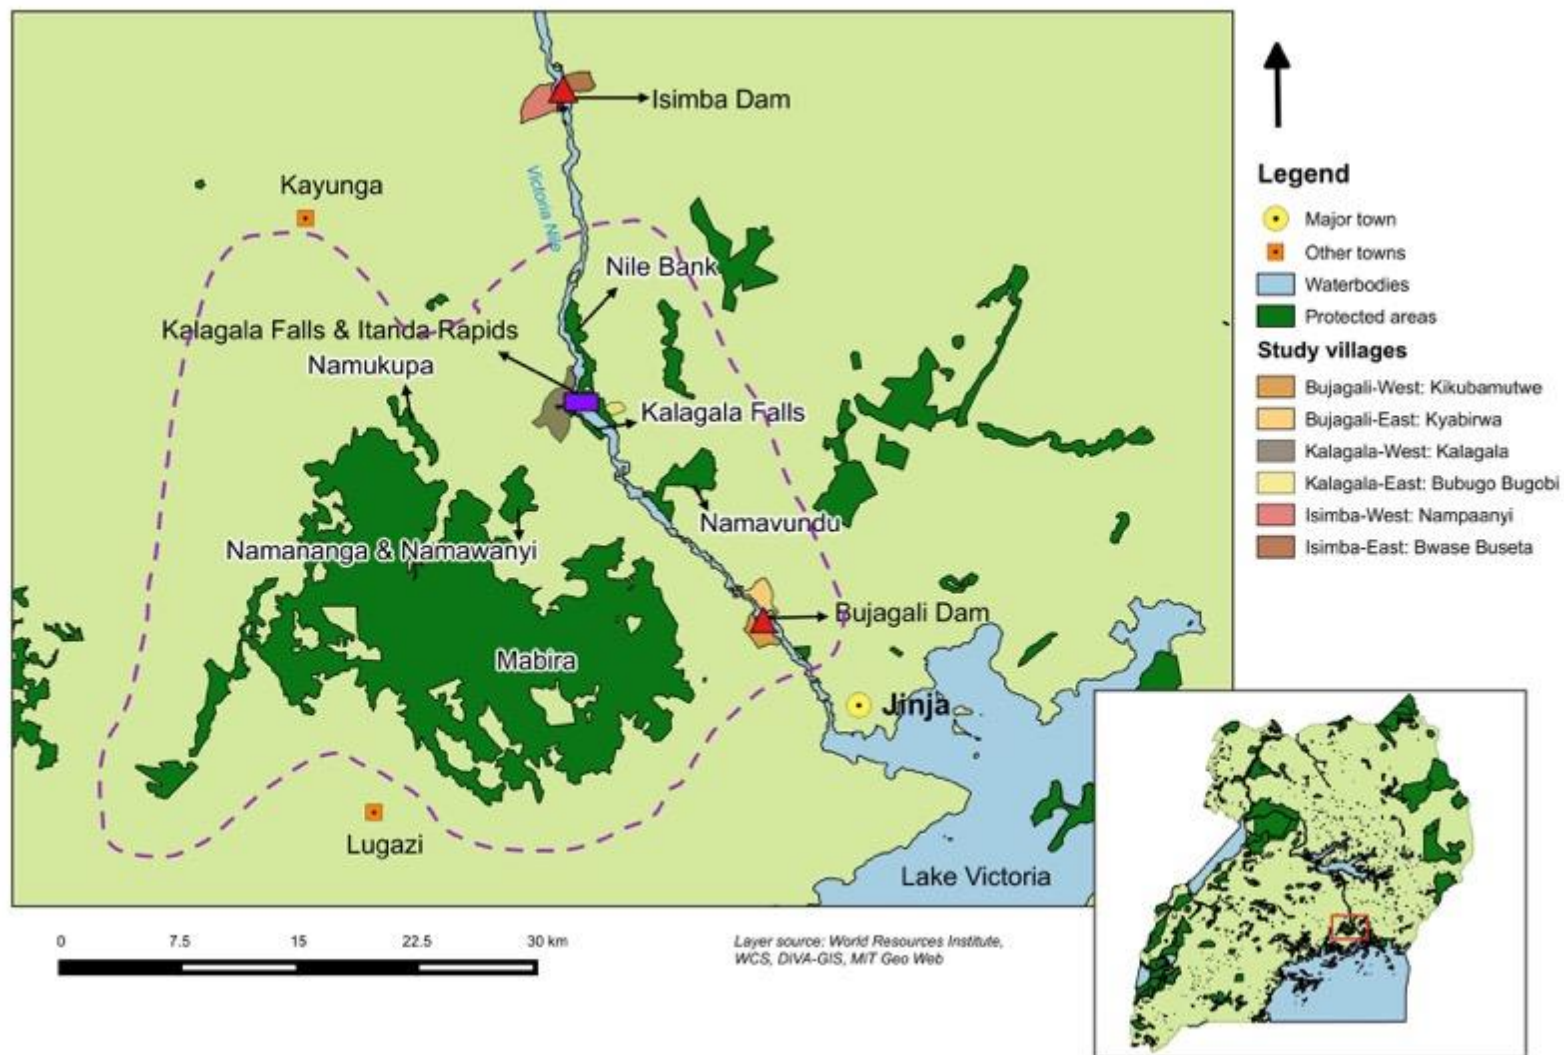 Isimba Dam
Kayunga
Victoria Nile
Nile Bank
Kalagala Falls & Itanda Rapids
Namukupa
Kalagala Falls
Namavundu
Namananga & Namawanyi
Bujagali Dam
Mabira
Jinja
Lugazi
Lake Victoria
Legend
Major town
Other towns
Waterbodies
Protected areas
Study villages
Bujagali-West: Kikubamutwe
Bujagali-East: Kyabirwa
Kalagala-West: Kalagala
Kalagala-East: Bubugo Bugobi
Isimba-West: Nampaanyi
Isimba-East: Bwase Buseta
0 7.5 15 22.5 30 km
Layer source: World Resources Institute,
WCS, DIVA-GIS, MIT Geo Web